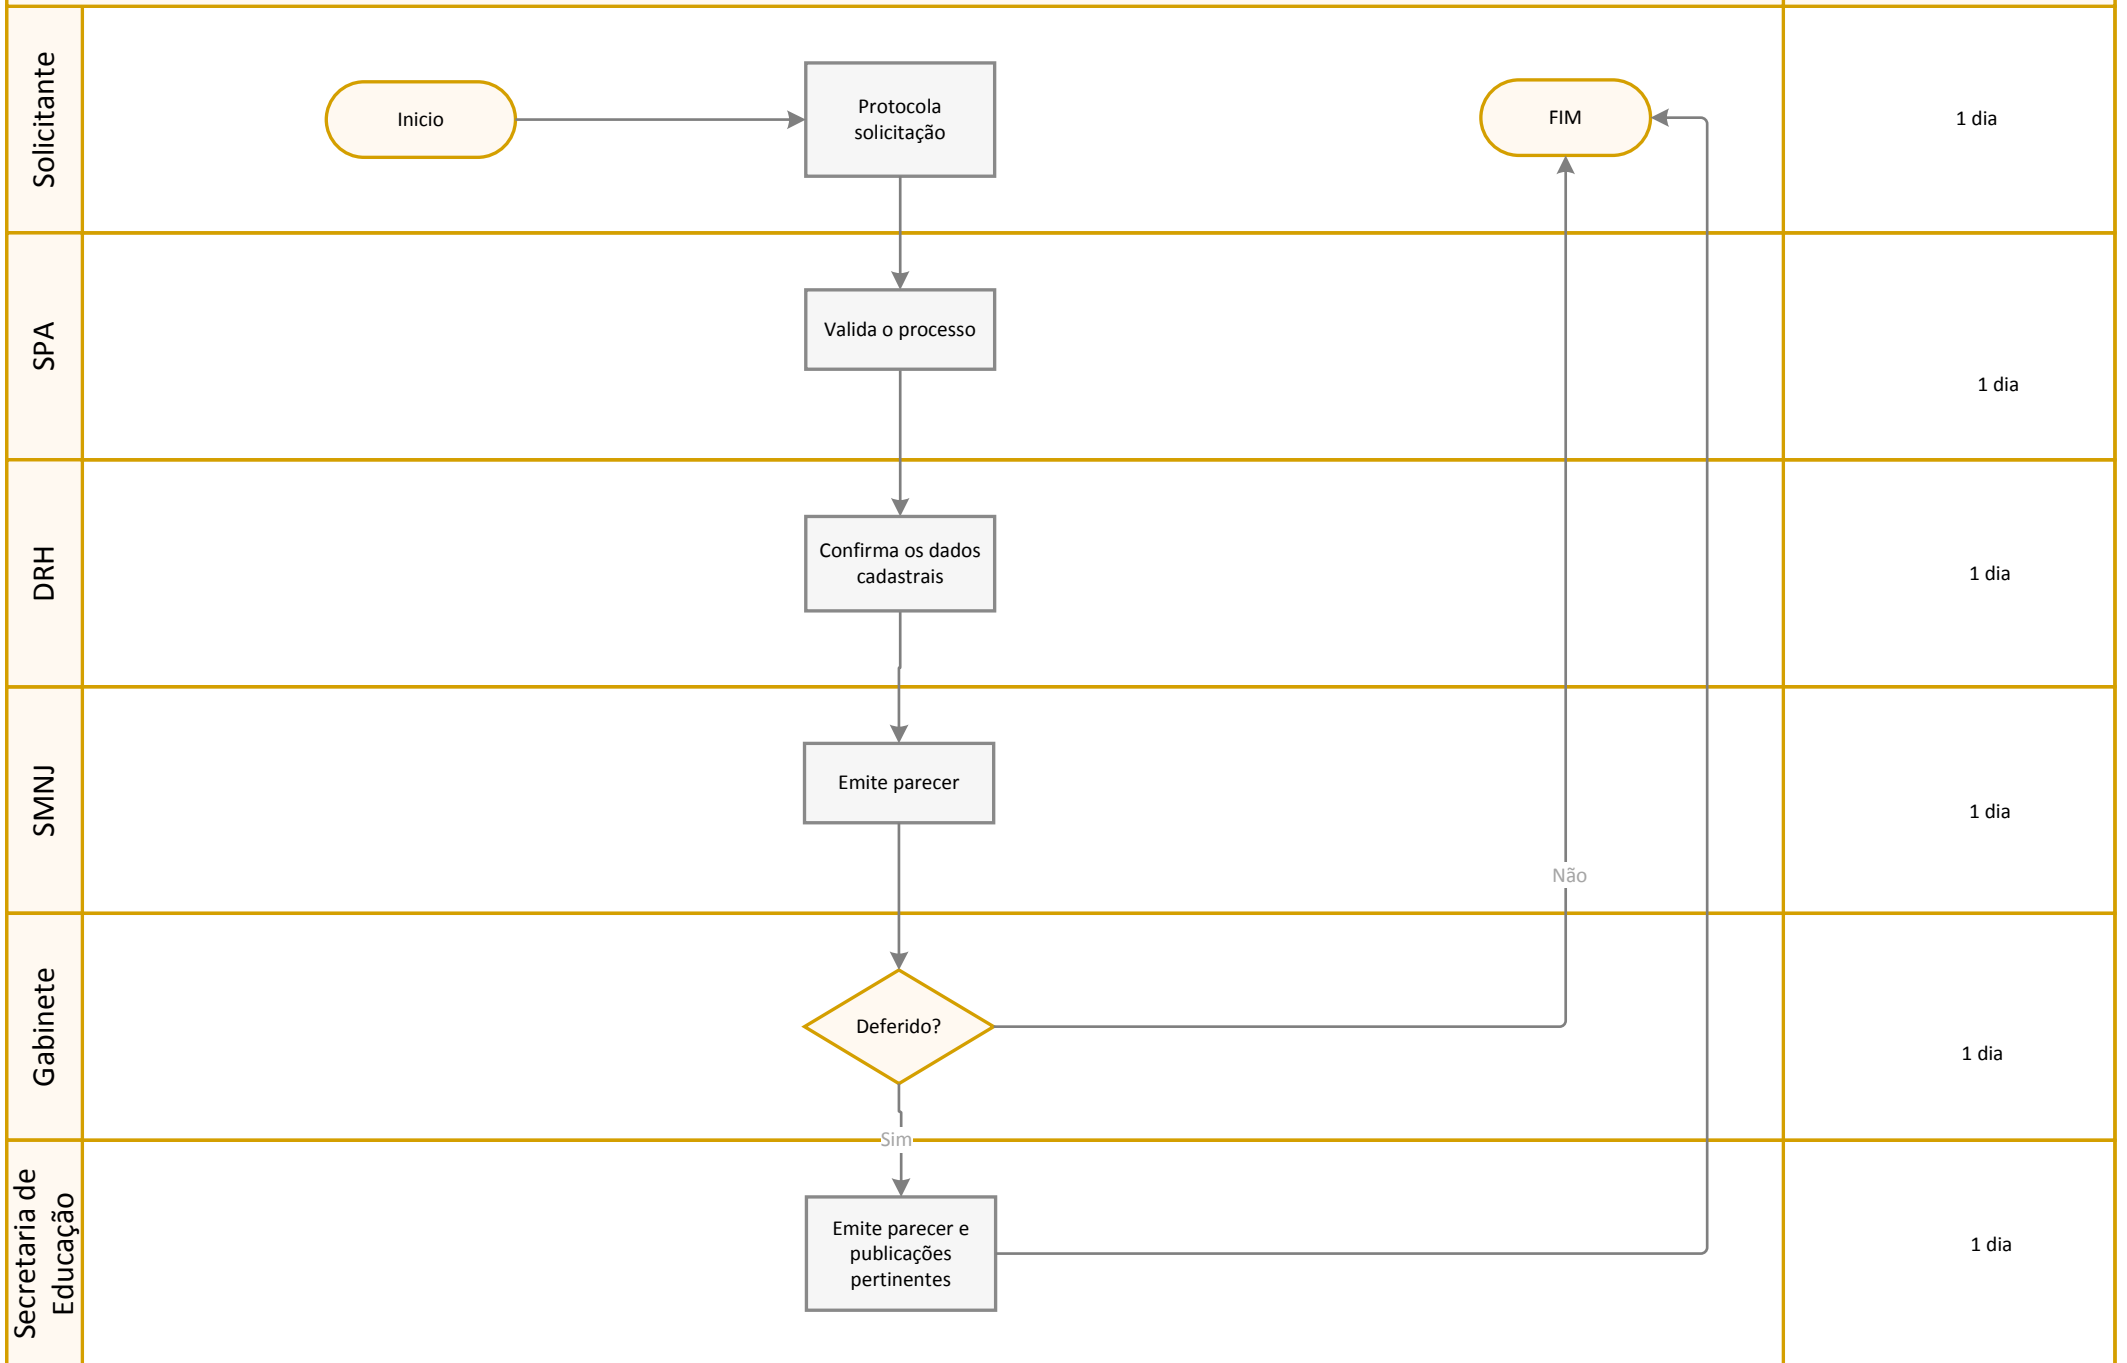 Solicitante
Inicio
Protocola
solicitação
FIM
1 dia
SPA
Valida o processo
1 dia
DRH
Confirma os dados
cadastrais
1 dia
SMNJ
Emite parecer
1 dia
Não
Gabinete
Deferido?
1 dia
Sim
Secretaria de
Educação
Emite parecer e
publicações
pertinentes
1 dia